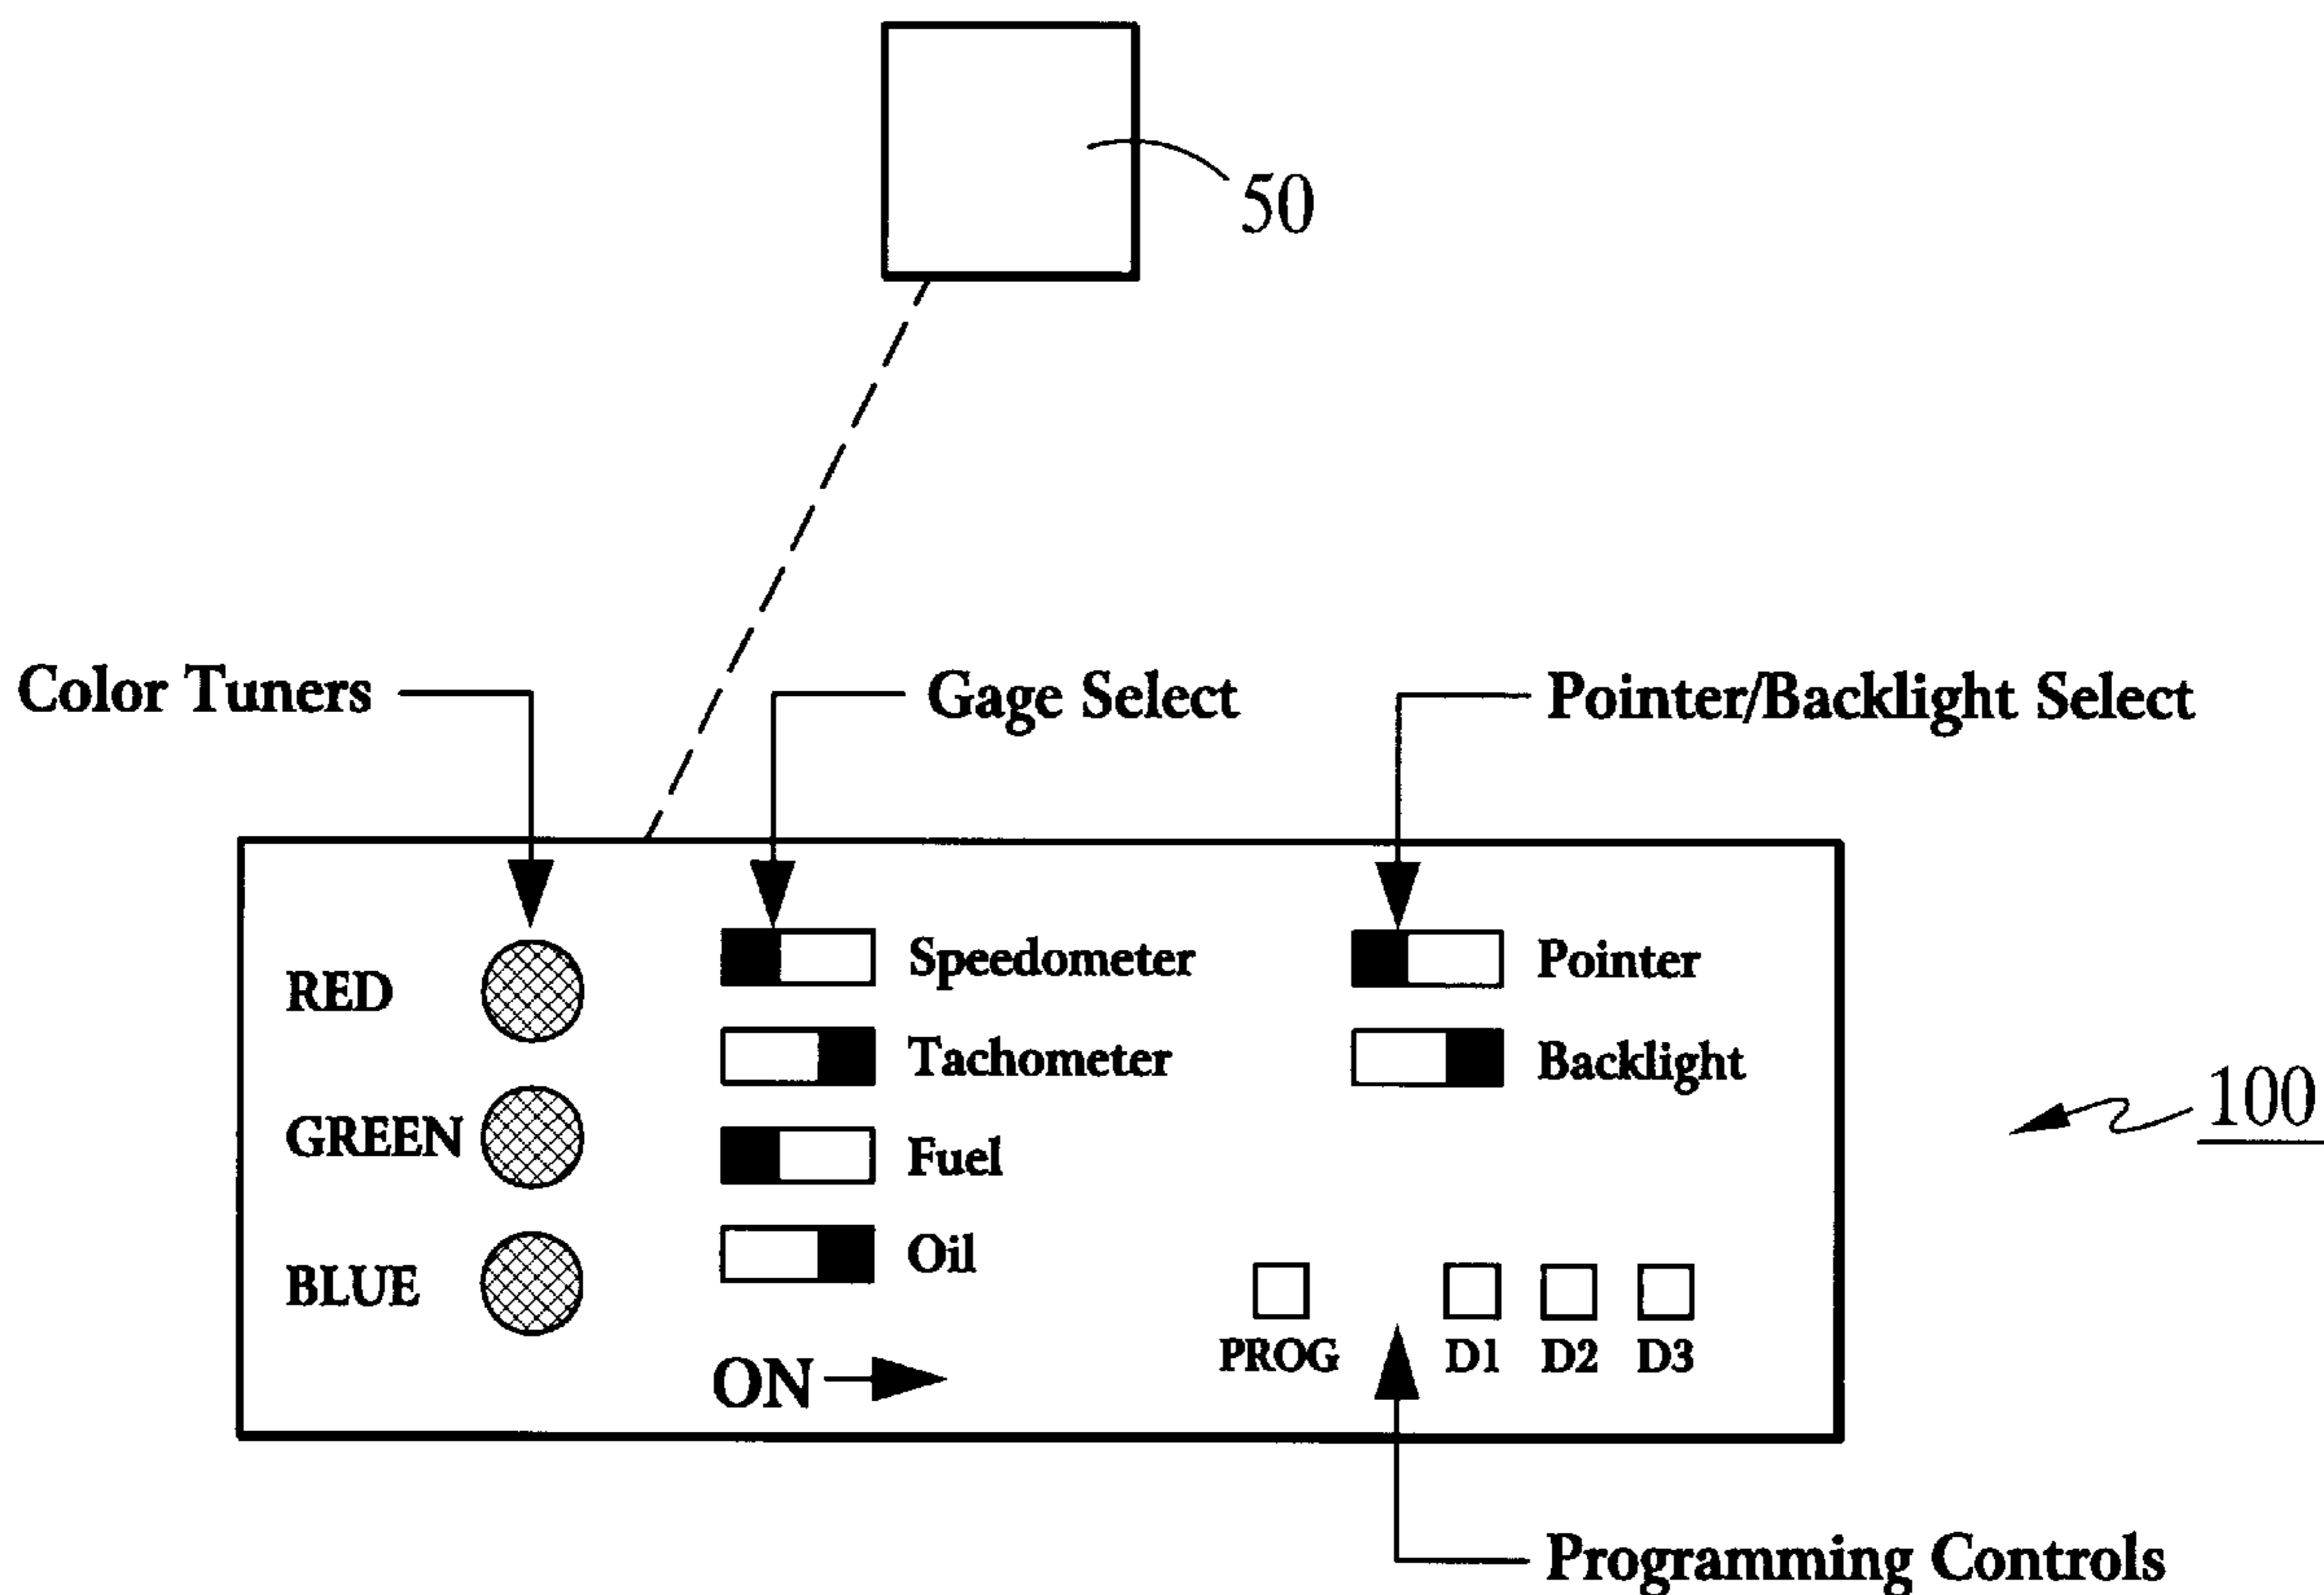 50
Color Tuners
Gage Select
Pointer/Backlight Select
RED
GREEN
BLUE
Speedometer
Tachometer
Fuel
Oil
ON
Pointer
Backlight
PROG
D1
D2
D3
100
Programming Controls